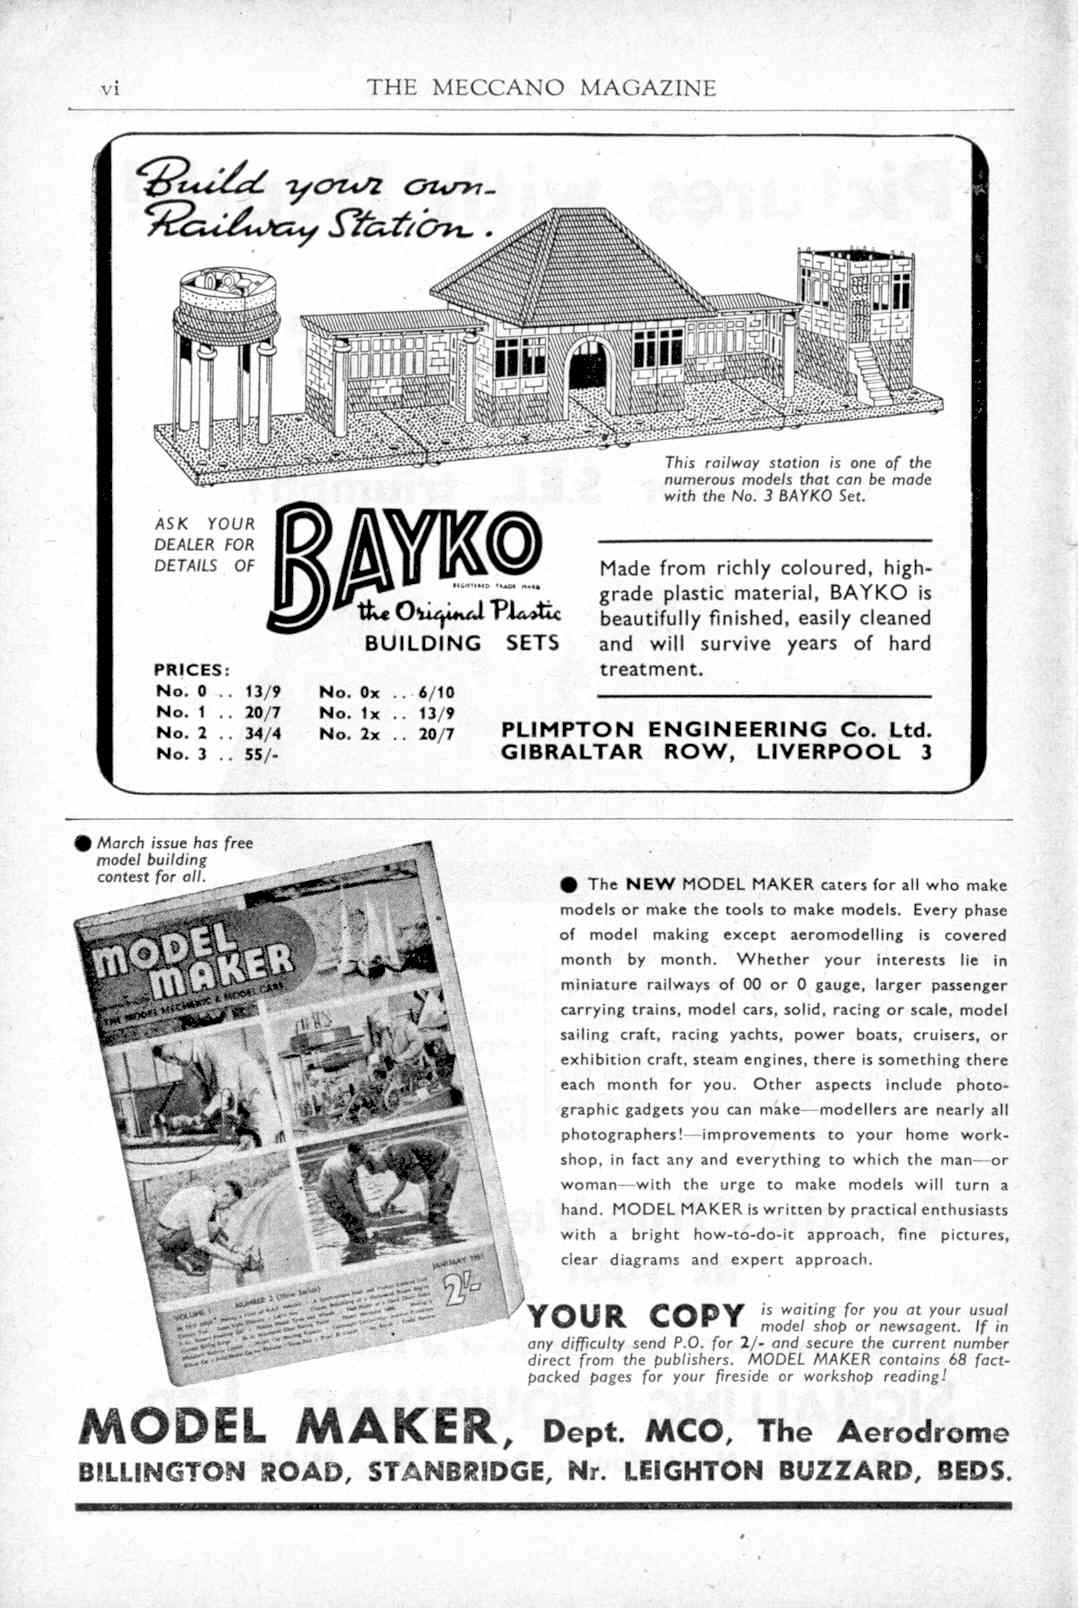 vi
THE MECCANO MAGAZINE
Build your own-
Railway Station.
This railway station is one of the
numerous models that can be made
with the No. 3 BAYKO Set.
ASK YOUR
DEALER FOR
DETAILS OF
BAYKO
REGISTERED TRADE MARK
the Original Plastic
BUILDING SETS
Made from richly coloured, high-
grade plastic material, BAYKO is
beautifully finished, easily cleaned
and will survive years of hard
treatment.
PRICES:
No. 0 .. 13/9 No. 0x .. 6/10
No. 1 .. 20/7 No. 1x .. 13/9
No. 2 .. 34/4 No. 2x .. 20/7
No. 3 .. 55/-
PLIMPTON ENGINEERING Co. Ltd.
GIBRALTAR ROW, LIVERPOOL 3
● March issue has free
model building
contest for all.
MODEL
MAKER
THE MODEL MECHANIC & MODEL CARS
JANUARY 1951
VOLUME 1 NUMBER 2 (New Series)
2/-
● The NEW MODEL MAKER caters for all who make
models or make the tools to make models. Every phase
of model making except aeromodelling is covered
month by month. Whether your interests lie in
miniature railways of 00 or 0 gauge, larger passenger
carrying trains, model cars, solid, racing or scale, model
sailing craft, racing yachts, power boats, cruisers, or
exhibition craft, steam engines, there is something there
each month for you. Other aspects include photo-
graphic gadgets you can make—modellers are nearly all
photographers!—improvements to your home work-
shop, in fact any and everything to which the man—or
woman—with the urge to make models will turn a
hand. MODEL MAKER is written by practical enthusiasts
with a bright how-to-do-it approach, fine pictures,
clear diagrams and expert approach.
YOUR COPY is waiting for you at your usual
model shop or newsagent. If in
any difficulty send P.O. for 2/- and secure the current number
direct from the publishers. MODEL MAKER contains 68 fact-
packed pages for your fireside or workshop reading!
MODEL MAKER, Dept. MCO, The Aerodrome
BILLINGTON ROAD, STANBRIDGE, Nr. LEIGHTON BUZZARD, BEDS.